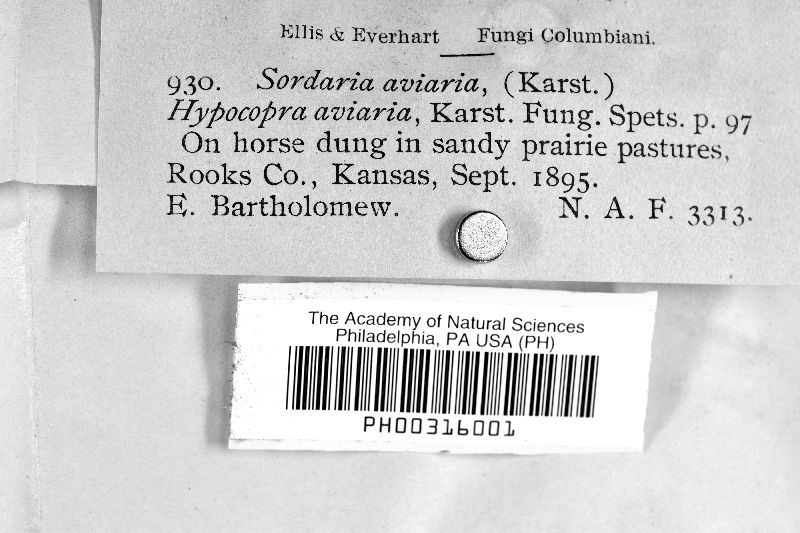 Ellis & Everhart Fungi Columbiani.
930. Sordaria aviaria, (Karst.)
Hypocopra aviaria, Karst. Fung. Spets. p. 97
On horse dung in sandy prairie pastures,
Rooks Co., Kansas, Sept. 1895.
E. Bartholomew. N. A. F. 3313.
The Academy of Natural Sciences
Philadelphia, PA USA (PH)
PH00316001